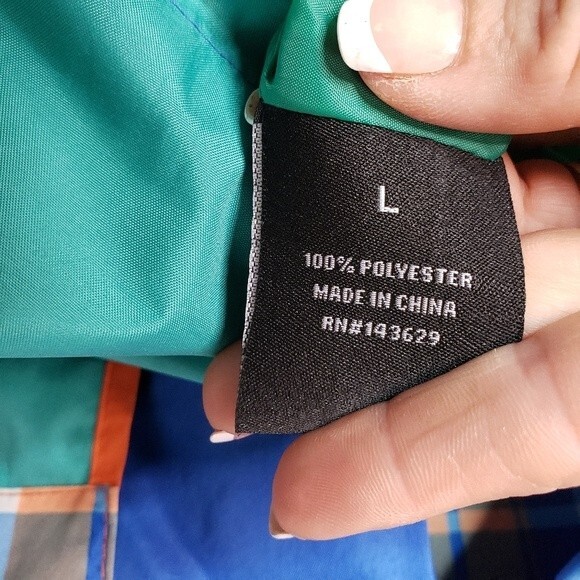 L
100% POLYESTER
MADE IN CHINA
RN#143629